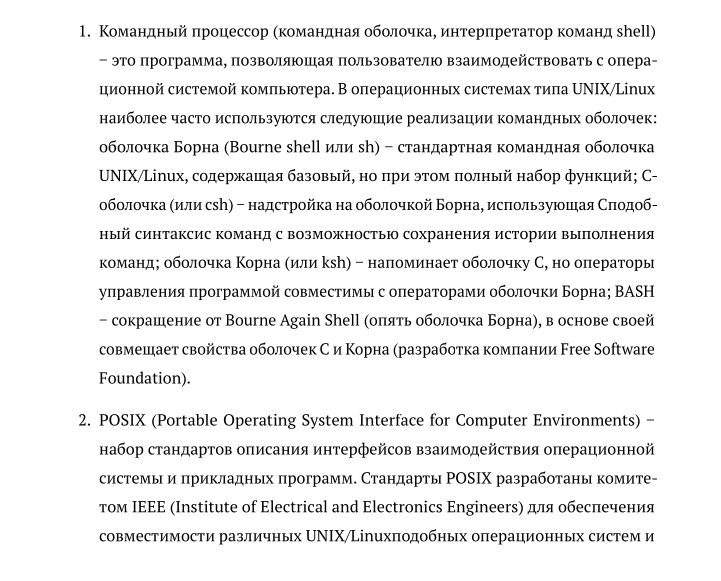 1. Командный процессор (командная оболочка, интерпретатор команд shell)
− это программа, позволяющая пользователю взаимодействовать с опера-
ционной системой компьютера. В операционных системах типа UNIX/Linux
наиболее часто используются следующие реализации командных оболочек:
оболочка Борна (Bourne shell или sh) − стандартная командная оболочка
UNIX/Linux, содержащая базовый, но при этом полный набор функций; С-
оболочка (или csh) − надстройка на оболочкой Борна, использующая Сподоб-
ный синтаксис команд с возможностью сохранения истории выполнения
команд; оболочка Корна (или ksh) − напоминает оболочку С, но операторы
управления программой совместимы с операторами оболочки Борна; BASH
− сокращение от Bourne Again Shell (опять оболочка Борна), в основе своей
совмещает свойства оболочек С и Корна (разработка компании Free Software
Foundation).
2. POSIX (Portable Operating System Interface for Computer Environments) −
набор стандартов описания интерфейсов взаимодействия операционной
системы и прикладных программ. Стандарты POSIX разработаны комите-
том IEEE (Institute of Electrical and Electronics Engineers) для обеспечения
совместимости различных UNIX/Linuxподобных операционных систем и